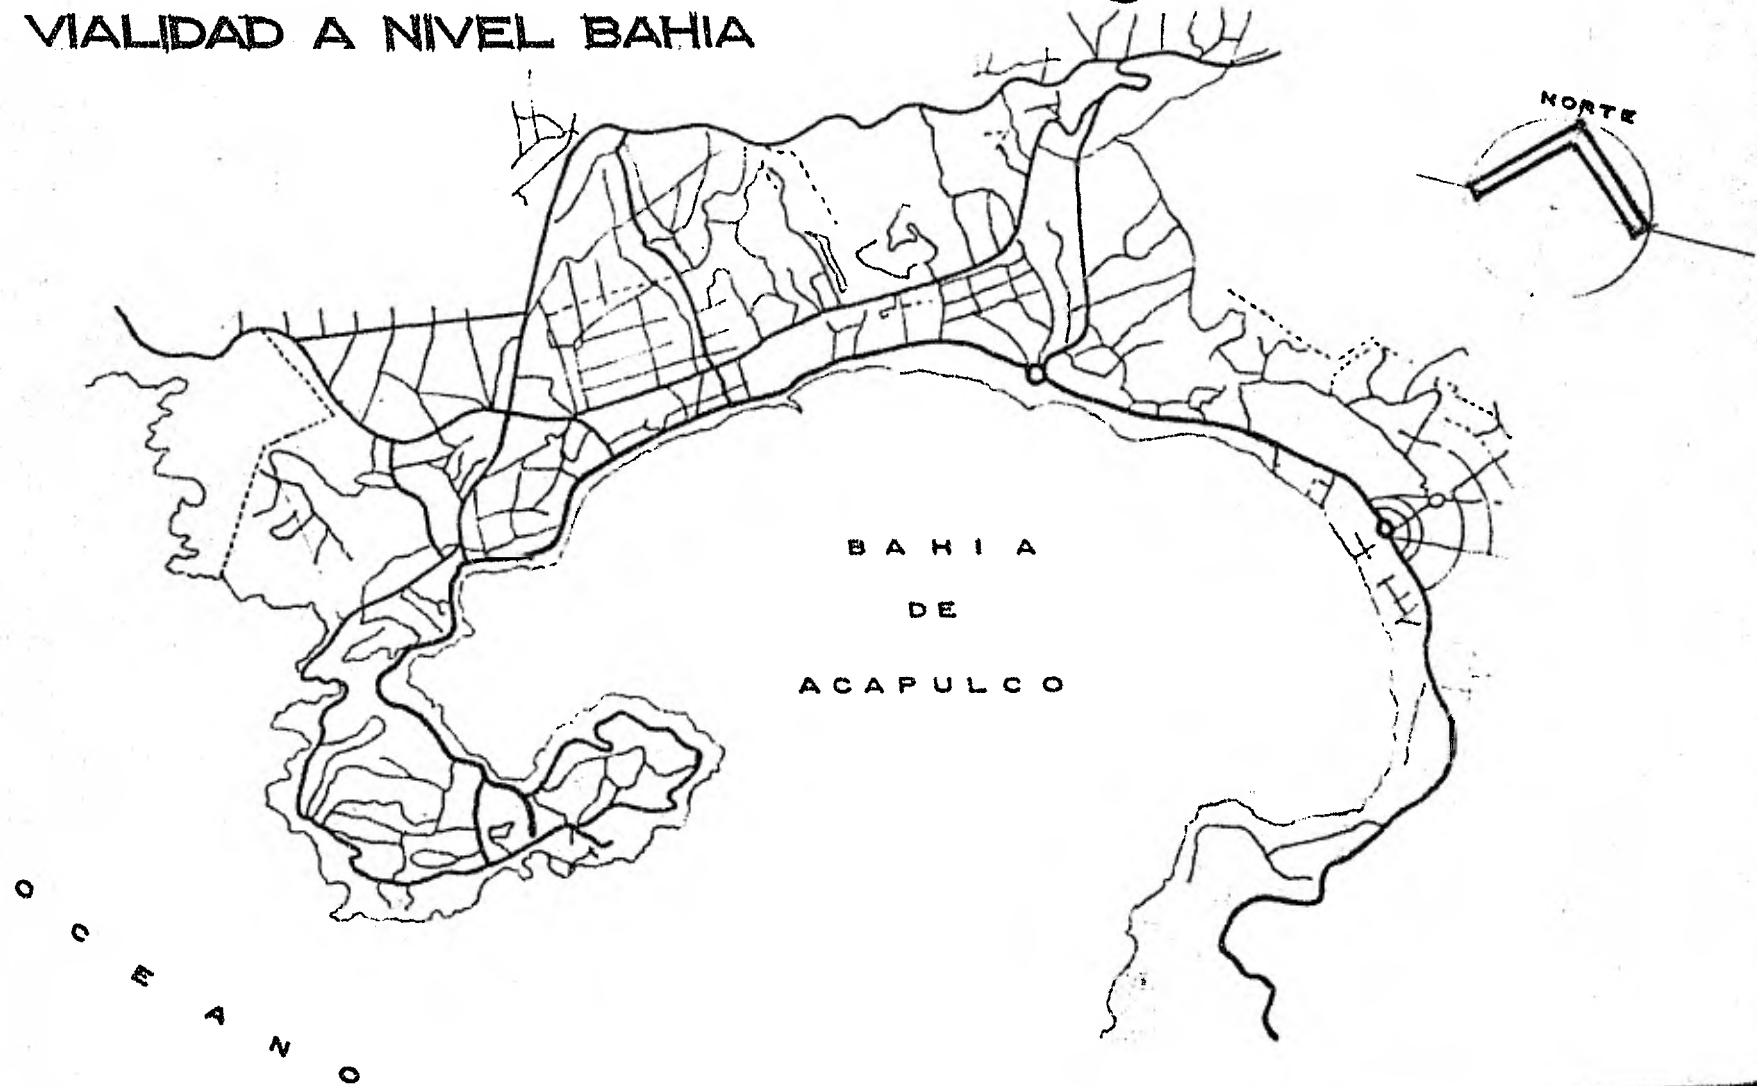 VIALIDAD A NIVEL BAHIA
NORTE
BAHIA
DE
ACAPULCO
OCEANO